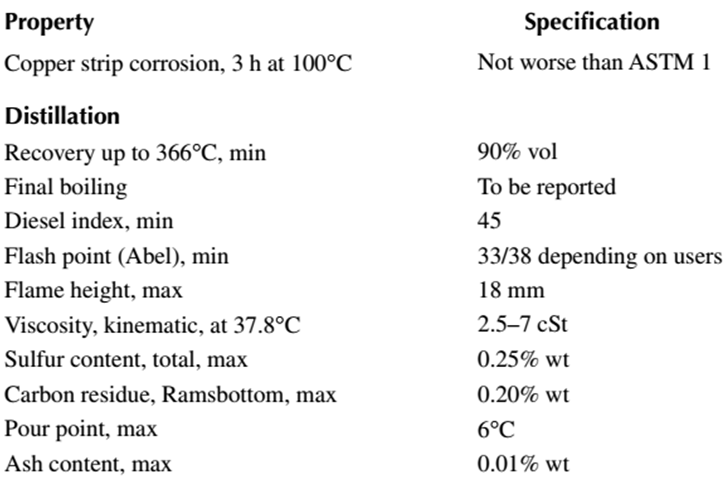 Property Specification
Copper strip corrosion, 3 h at 100°C Not worse than ASTM 1
Distillation
Recovery up to 366°C, min 90% vol
Final boiling To be reported
Diesel index, min 45
Flash point (Abel), min 33/38 depending on users
Flame height, max 18 mm
Viscosity, kinematic, at 37.8°C 2.5–7 cSt
Sulfur content, total, max 0.25% wt
Carbon residue, Ramsbottom, max 0.20% wt
Pour point, max 6°C
Ash content, max 0.01% wt